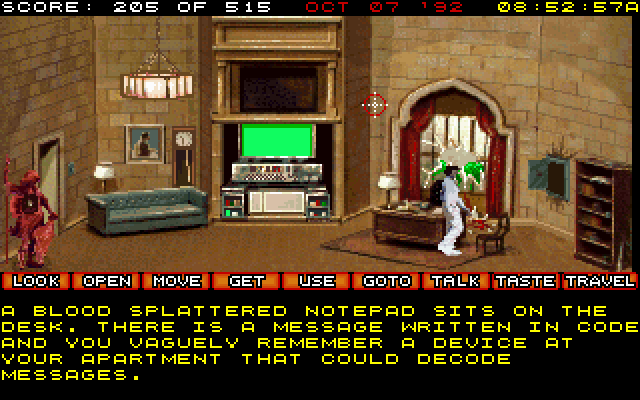 SCORE: 205 OF 515 OCT 07 '92 08:52:57A
LOOK OPEN MOVE GET USE GOTO TALK TASTE TRAVEL
A BLOOD SPLATTERED NOTEPAD SITS ON THE
DESK. THERE IS A MESSAGE WRITTEN IN CODE
AND YOU VAGUELY REMEMBER A DEVICE AT
YOUR APARTMENT THAT COULD DECODE
MESSAGES.